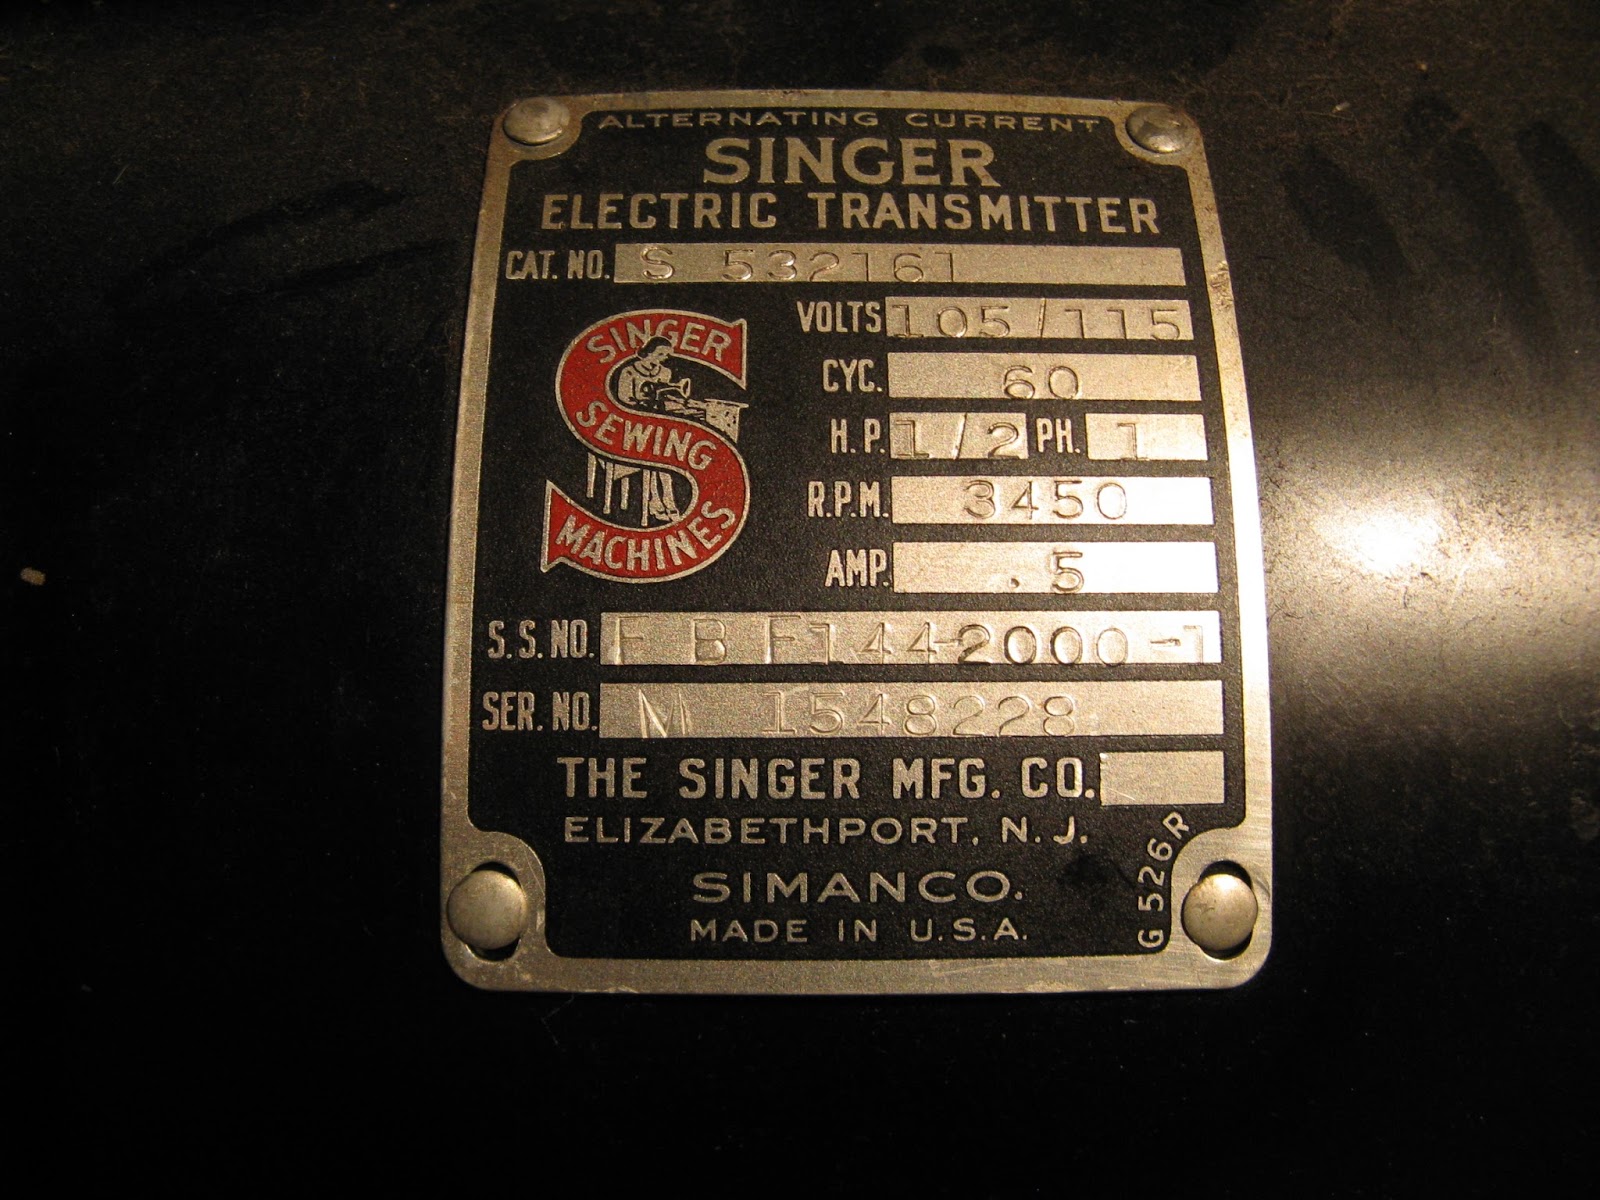 ALTERNATING CURRENT
SINGER
ELECTRIC TRANSMITTER
CAT. NO. S 532161
SINGER
SEWING
MACHINES
VOLTS 105/115
CYC. 60
H.P. 1/2 PH. 1
R.P.M. 3450
AMP. .5
S.S. NO. F B F144-2000-1
SER. NO. M 1548228
THE SINGER MFG. CO.
ELIZABETHPORT, N. J.
SIMANCO.
MADE IN U.S.A.
G 526R